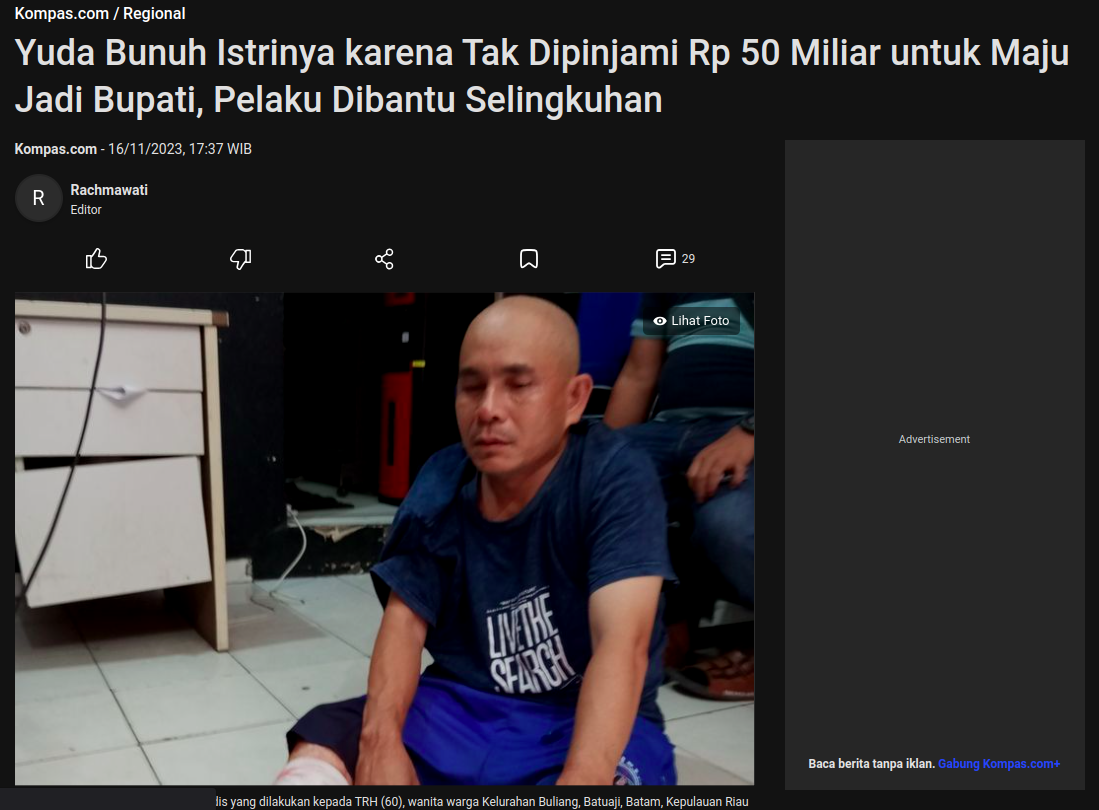 Kompas.com / Regional
Yuda Bunuh Istrinya karena Tak Dipinjami Rp 50 Miliar untuk Maju
Jadi Bupati, Pelaku Dibantu Selingkuhan
Kompas.com - 16/11/2023, 17:37 WIB
R
Rachmawati
Editor
29
Lihat Foto
LIVE THE
SEARCH
Advertisement
Baca berita tanpa iklan. Gabung Kompas.com+
yang dilakukan kepada TRH (60), wanita warga Kelurahan Buliang, Batuaji, Batam, Kepulauan Riau